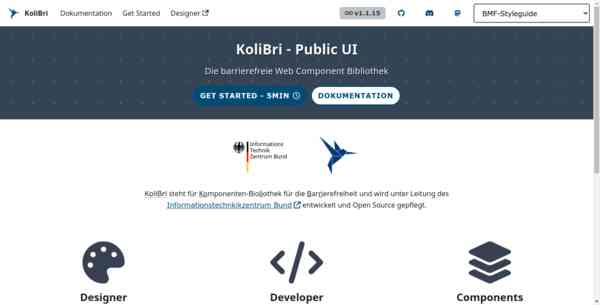 KoliBri Dokumentation Get Started Designer v1.1.15 BMF-Styleguide
KoliBri - Public UI
Die barrierefreie Web Component Bibliothek
GET STARTED - 5MIN DOKUMENTATION
Informations
Technik
Zentrum Bund
KoliBri steht für Komponenten-Bibliothek für die Barrierefreiheit und wird unter Leitung des
Informationstechnkikzentrum Bund entwickelt und Open Source gepflegt.
Designer Developer Components